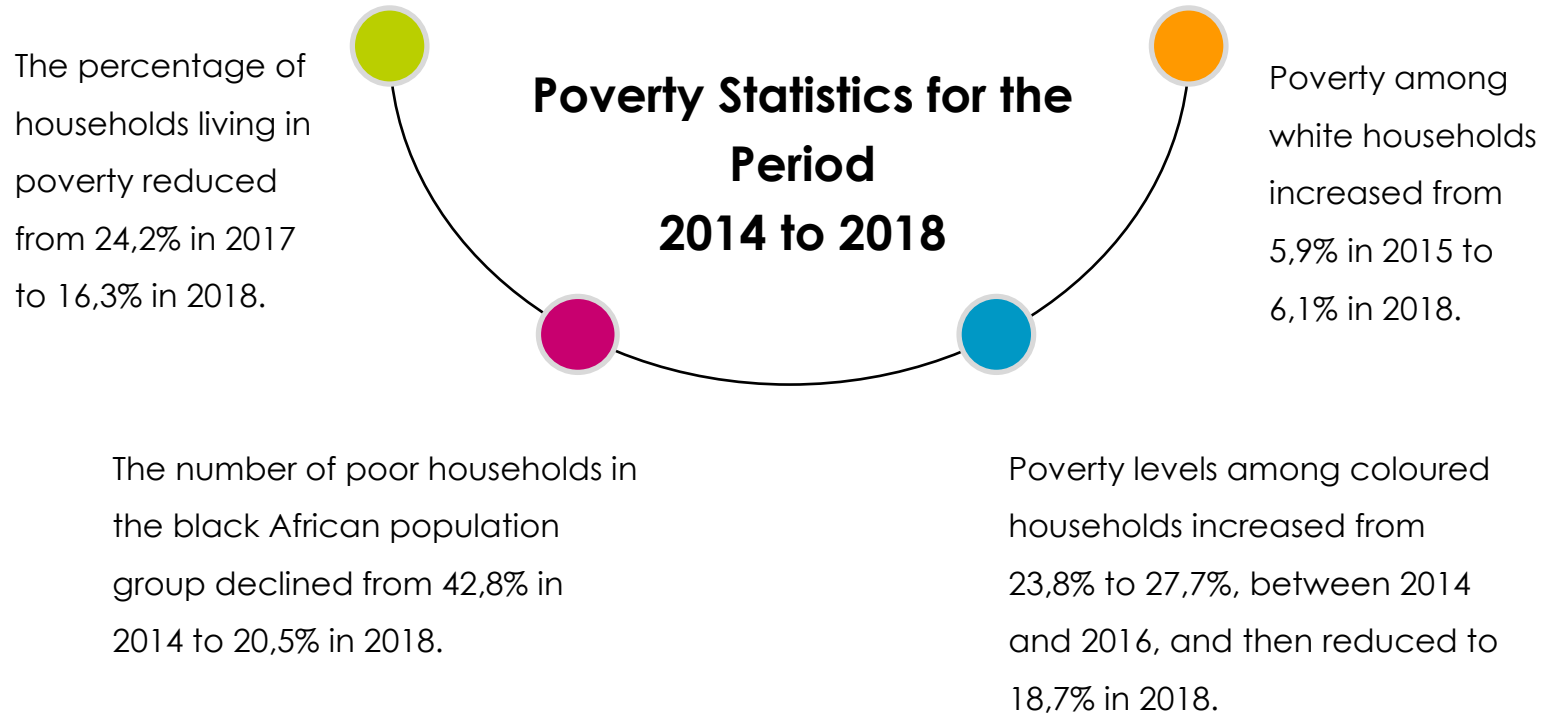 Poverty Statistics for the
Period
2014 to 2018
The percentage of
households living in
poverty reduced
from 24,2% in 2017
to 16,3% in 2018.
The number of poor households in
the black African population
group declined from 42,8% in
2014 to 20,5% in 2018.
Poverty levels among coloured
households increased from
23,8% to 27,7%, between 2014
and 2016, and then reduced to
18,7% in 2018.
Poverty among
white households
increased from
5,9% in 2015 to
6,1% in 2018.